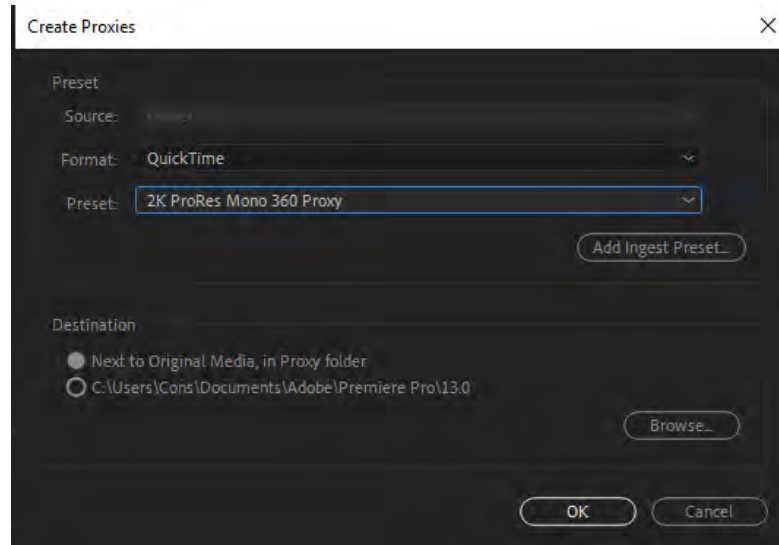 Create Proxies
Preset
Source:
Format: QuickTime
Preset: 2K ProRes Mono 360 Proxy
Add Ingest Preset...
Destination
Next to Original Media, in Proxy folder
C:\Users\Cons\Documents\Adobe\Premiere Pro\13.0
Browse...
OK Cancel